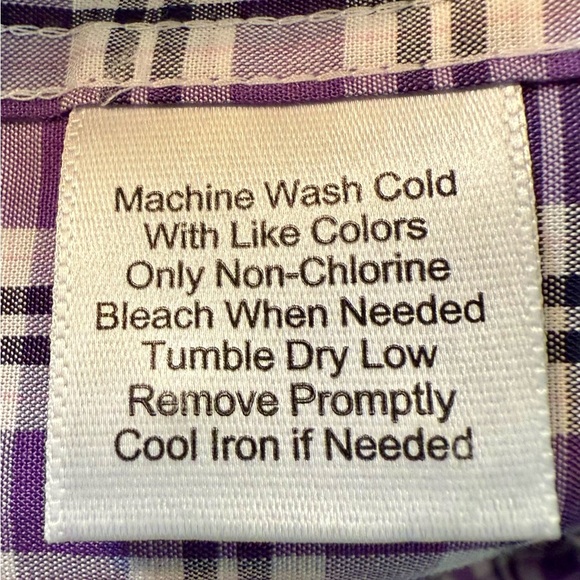 Machine Wash Cold
With Like Colors
Only Non-Chlorine
Bleach When Needed
Tumble Dry Low
Remove Promptly
Cool Iron if Needed